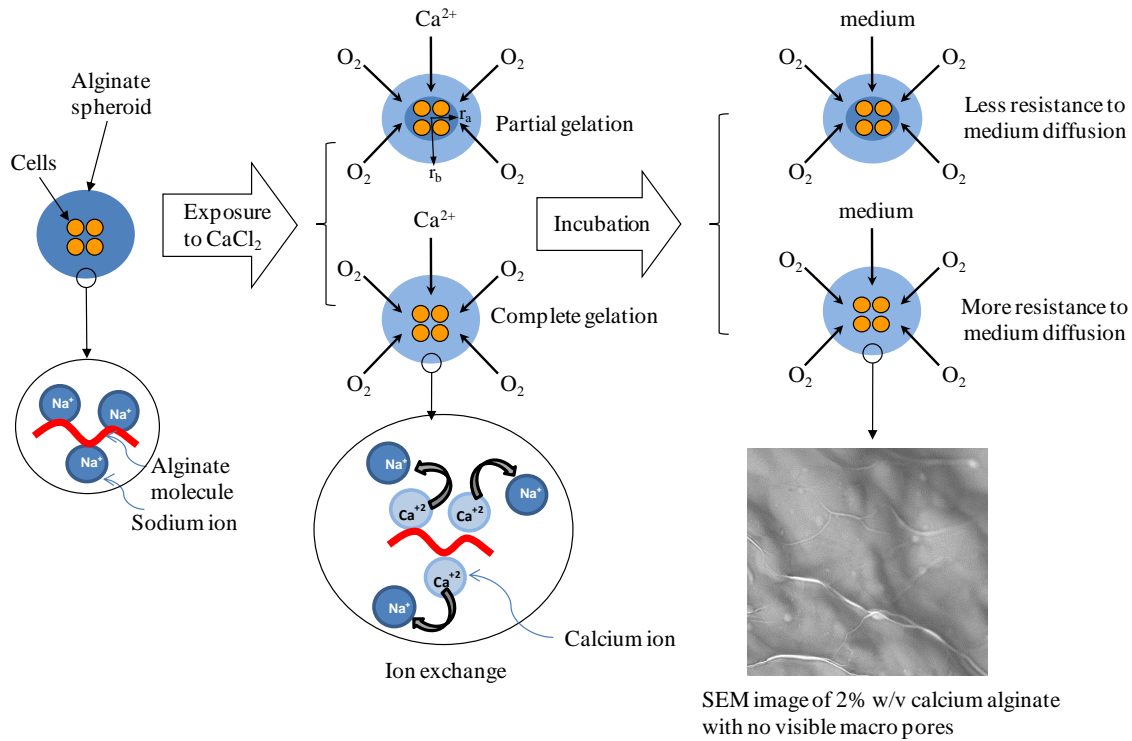 Alginate
spheroid
Cells
Na⁺
Na⁺
Na⁺
Alginate
molecule
Sodium ion
Exposure
to CaCl₂
Ca²⁺
O₂
O₂
rₐ
r_b
O₂
O₂
Partial gelation
Ca²⁺
O₂
O₂
O₂
O₂
Complete gelation
Na⁺
Na⁺
Ca⁺²
Ca⁺²
Ca⁺²
Na⁺
Calcium ion
Ion exchange
Incubation
medium
O₂
O₂
O₂
O₂
Less resistance to
medium diffusion
medium
O₂
O₂
O₂
O₂
More resistance to
medium diffusion
SEM image of 2% w/v calcium alginate
with no visible macro pores